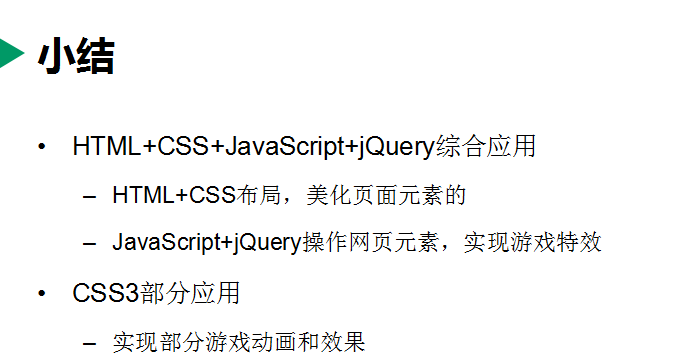 小结
• HTML+CSS+JavaScript+jQuery综合应用
– HTML+CSS布局，美化页面元素的
– JavaScript+jQuery操作网页元素，实现游戏特效
• CSS3部分应用
– 实现部分游戏动画和效果